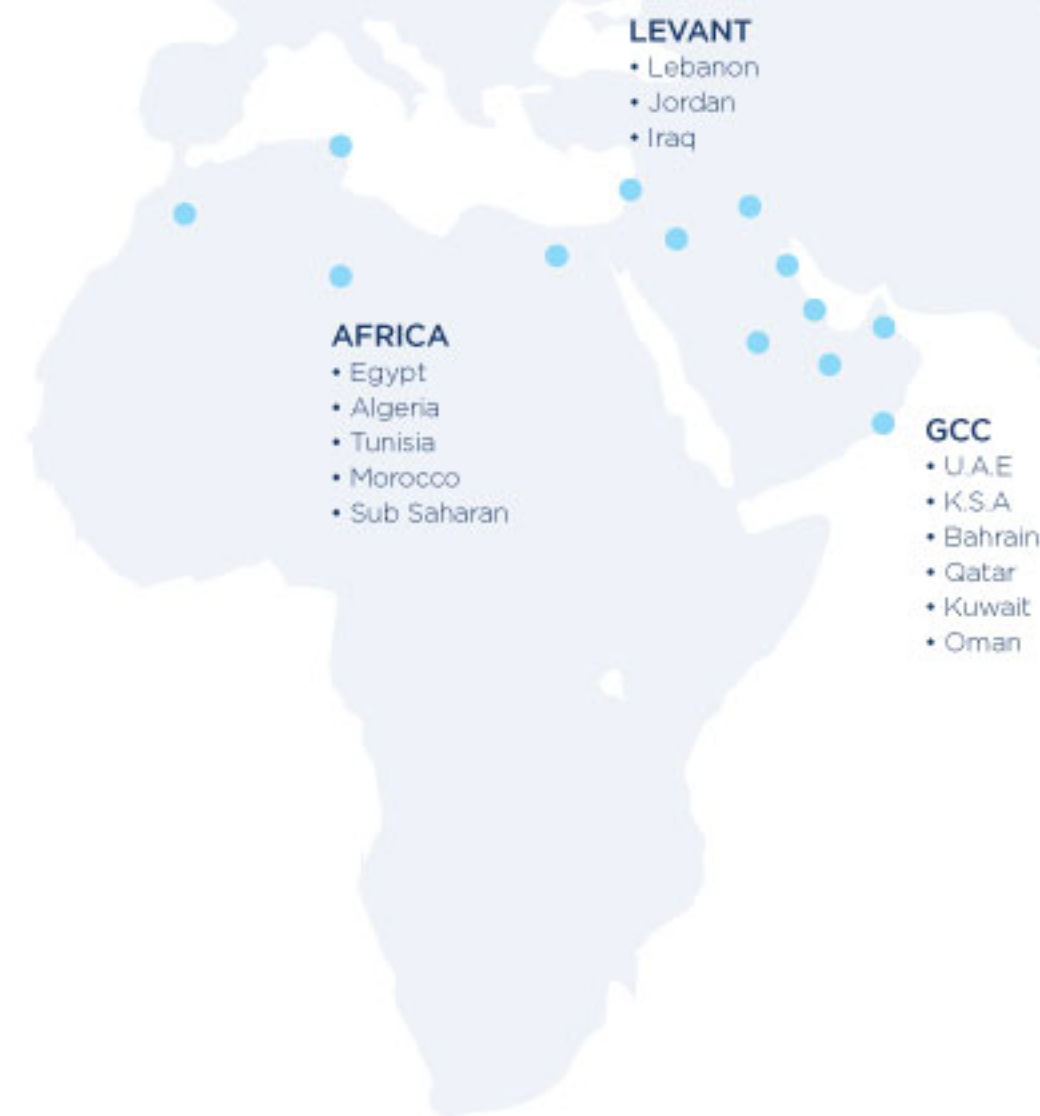 LEVANT
• Lebanon
• Jordan
• Iraq
AFRICA
• Egypt
• Algeria
• Tunisia
• Morocco
• Sub Saharan
GCC
• U.A.E
• K.S.A
• Bahrain
• Qatar
• Kuwait
• Oman